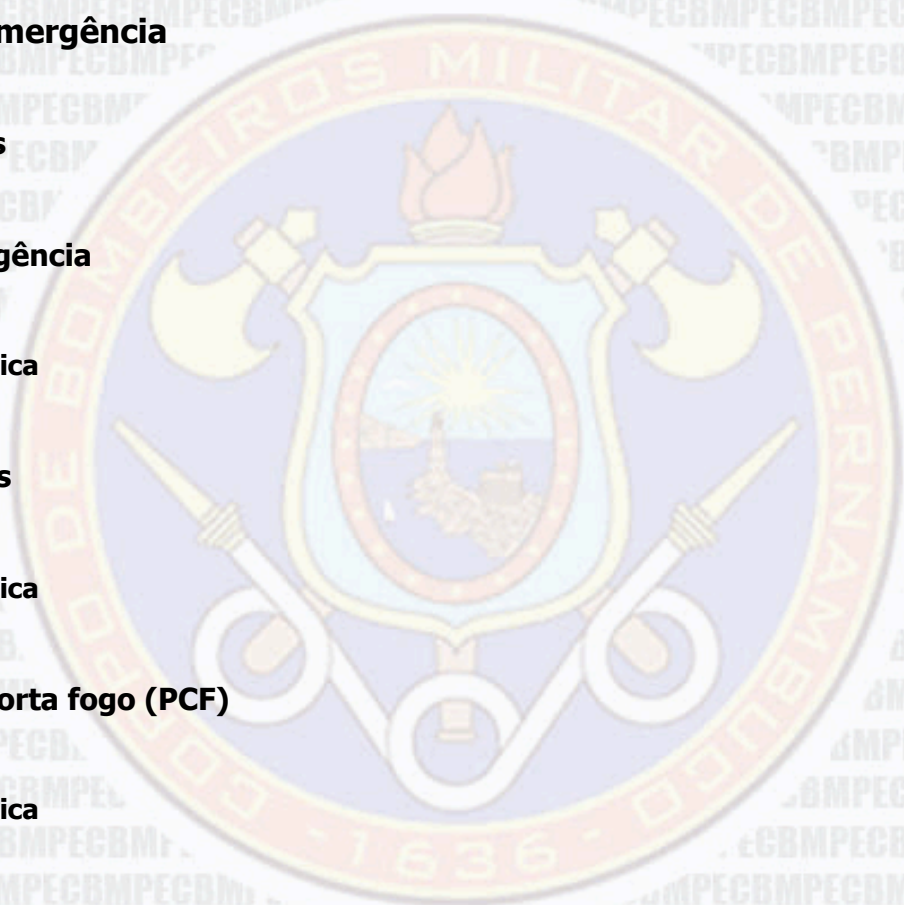 mergência
s
gência
ica
s
ica
orta fogo (PCF)
ica
CORPO DE BOMBEIROS MILITAR DE PERNAMBUCO
- 1636 -